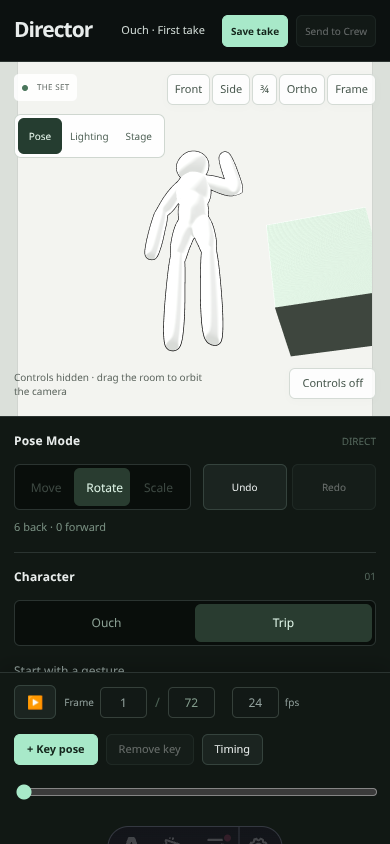 Director
Ouch · First take
Save take
Send to Crew
THE SET
Front
Side
¾
Ortho
Frame
Pose
Lighting
Stage
Controls hidden · drag the room to orbit
the camera
Controls off
Pose Mode
DIRECT
Move
Rotate
Scale
Undo
Redo
6 back · 0 forward
Character
01
Ouch
Trip
Start with a gesture
Frame
1
/
72
24
fps
+ Key pose
Remove key
Timing